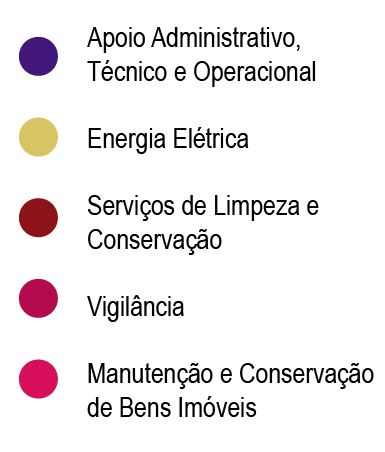 Apoio Administrativo,
Técnico e Operacional
Energia Elétrica
Serviços de Limpeza e
Conservação
Vigilância
Manutenção e Conservação
de Bens Imóveis